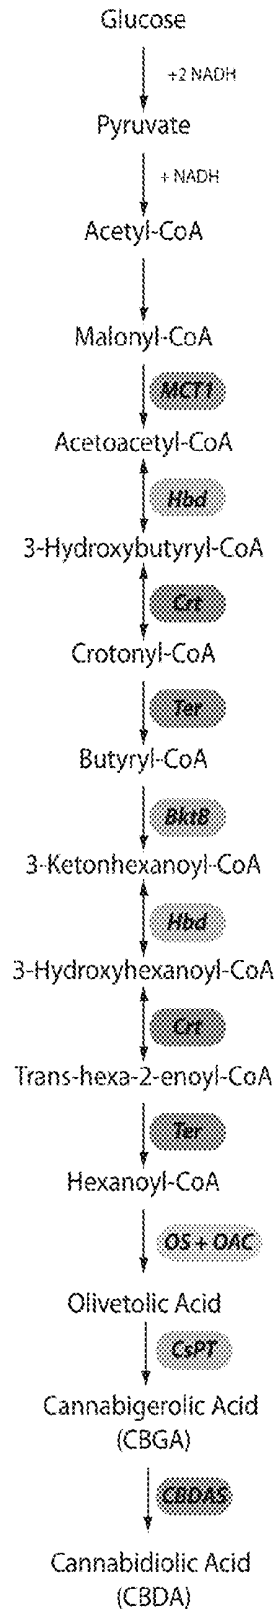 Glucose
+2 NADH
Pyruvate
+ NADH
Acetyl-CoA
Malonyl-CoA
MCT1
Acetoacetyl-CoA
Hbd
3-Hydroxybutyryl-CoA
Crt
Crotonyl-CoA
Ter
Butyryl-CoA
BktB
3-Ketonhexanoyl-CoA
Hbd
3-Hydroxyhexanoyl-CoA
Crt
Trans-hexa-2-enoyl-CoA
Ter
Hexanoyl-CoA
OS + OAC
Olivetolic Acid
CsPT
Cannabigerolic Acid
(CBGA)
CBDAS
Cannabidiolic Acid
(CBDA)